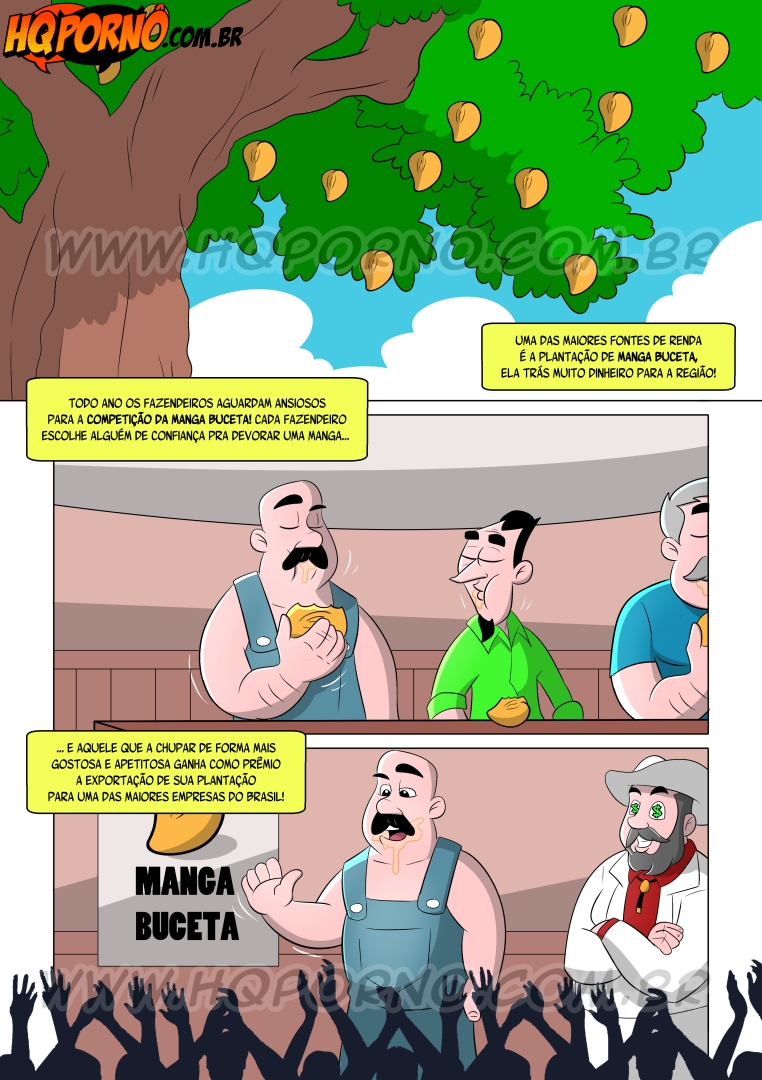 HQPORNO.COM.BR
WWW.HQPORNO.COM.BR
UMA DAS MAIORES FONTES DE RENDA
É A PLANTAÇÃO DE MANGA BUCETA,
ELA TRÁS MUITO DINHEIRO PARA A REGIÃO!
TODO ANO OS FAZENDEIROS AGUARDAM ANSIOSOS
PARA A COMPETIÇÃO DA MANGA BUCETA! CADA FAZENDEIRO
ESCOLHE ALGUÉM DE CONFIANÇA PRA DEVORAR UMA MANGA...
... E AQUELE QUE A CHUPAR DE FORMA MAIS
GOSTOSA E APETITOSA GANHA COMO PRÊMIO
A EXPORTAÇÃO DE SUA PLANTAÇÃO
PARA UMA DAS MAIORES EMPRESAS DO BRASIL!
$ $
MANGA
BUCETA
WWW.HQPORNO.COM.BR